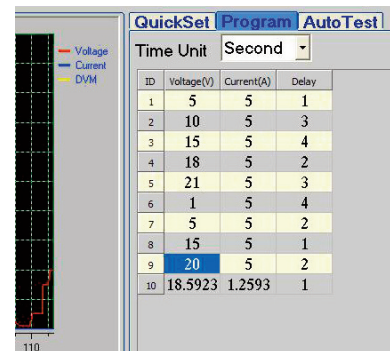 QuickSet Program AutoTest
Voltage
Current
DVM
Time Unit Second
ID Voltage(V) Current(A) Delay
1 5 5 1
2 10 5 3
3 15 5 4
4 18 5 2
5 21 5 3
6 1 5 4
7 5 5 2
8 15 5 1
9 20 5 2
10 18.5923 1.2593 1
110